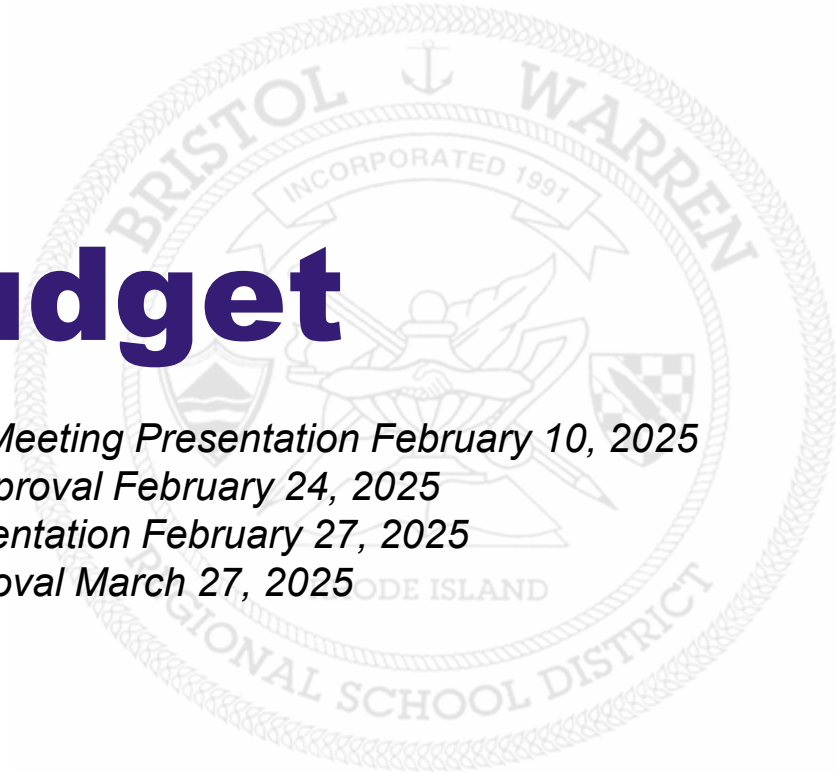 BRISTOL WARREN
INCORPORATED 1991
udget
Meeting Presentation February 10, 2025
proval February 24, 2025
entation February 27, 2025
oval March 27, 2025
ODE ISLAND
REGIONAL SCHOOL DISTRICT